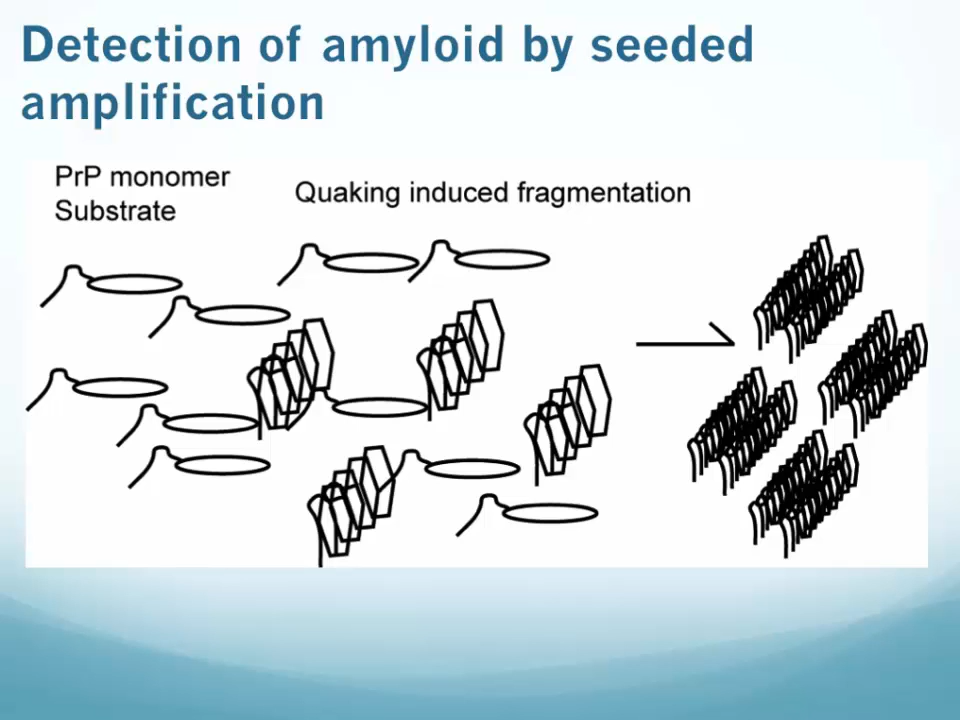 Detection of amyloid by seeded
amplification
PrP monomer
Substrate
Quaking induced fragmentation